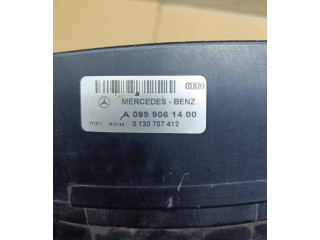 MERCEDES - BENZ
A 099 906 14 00
0 130 707 412